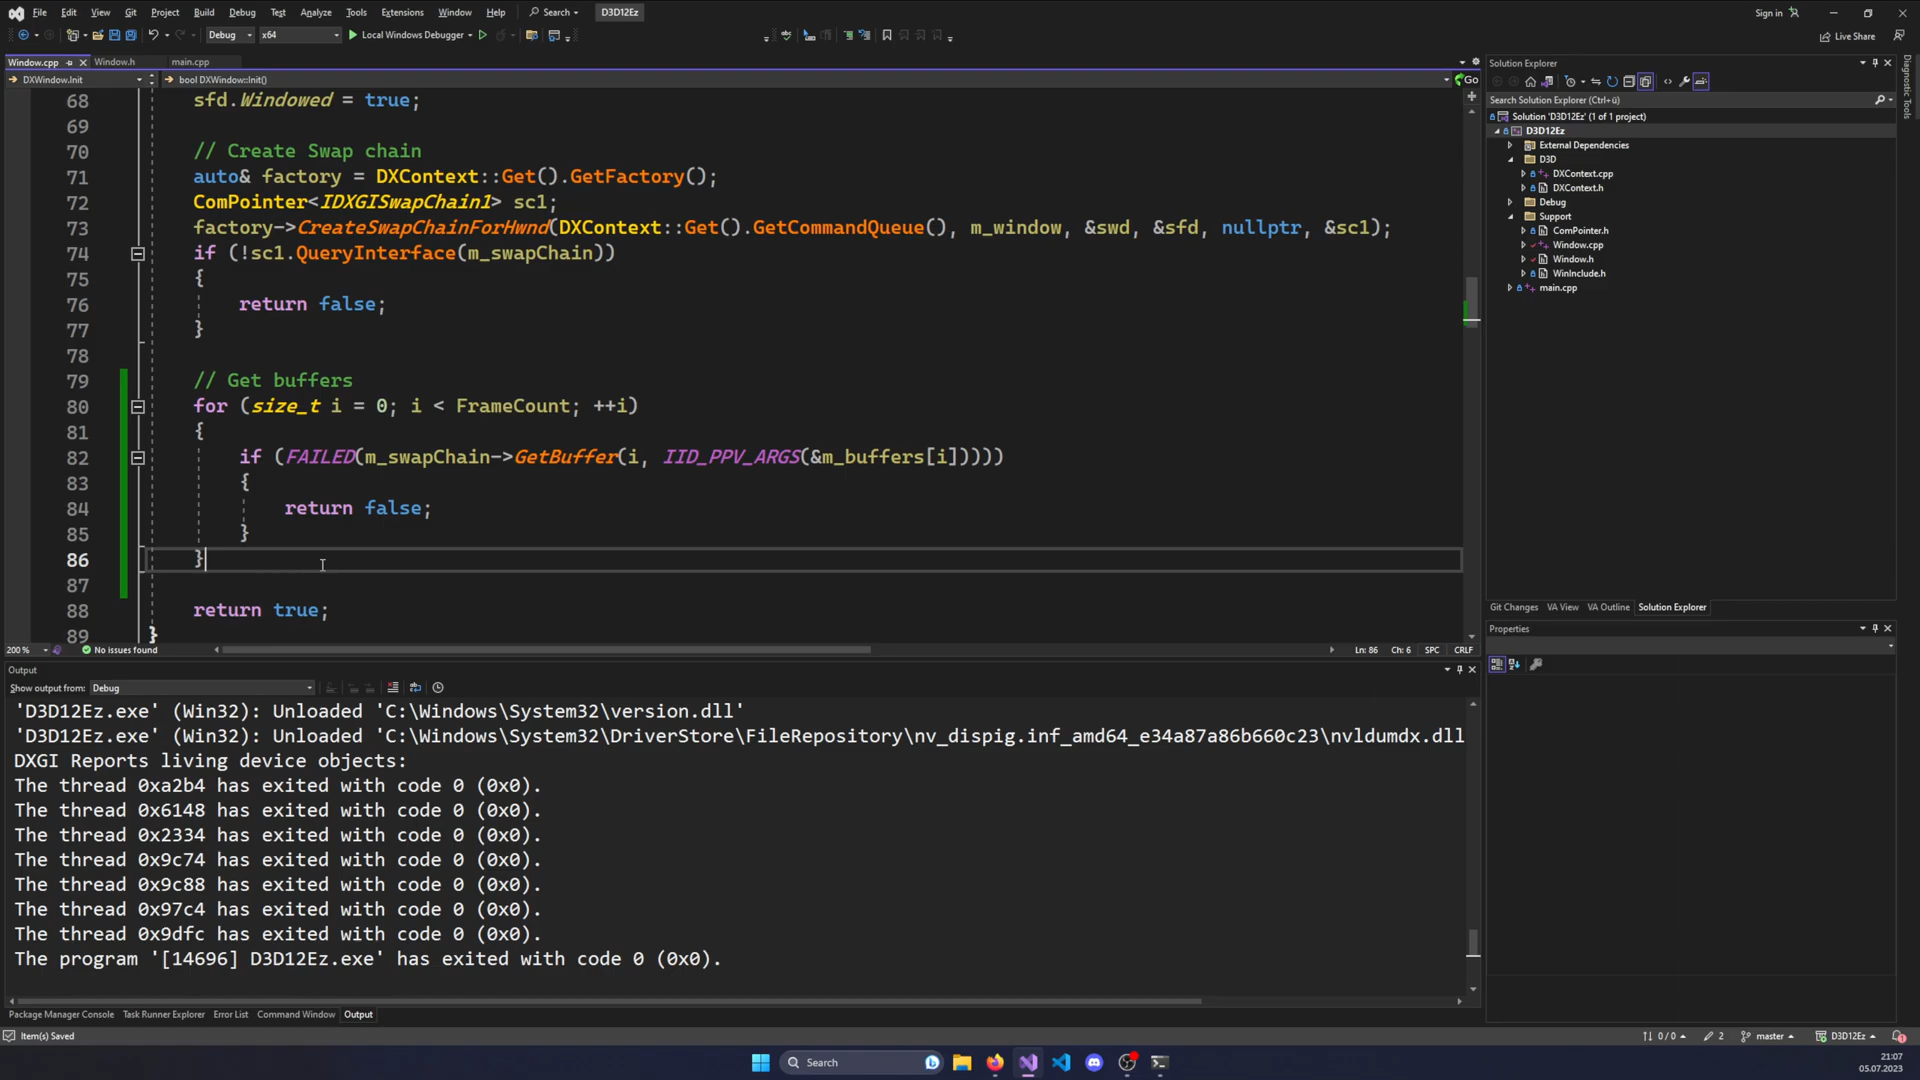 File Edit View Git Project Build Debug Test Analyze Tools Extensions Window Help Search D3D12Ez Sign in
Debug x64 Local Windows Debugger Live Share
Window.cpp Window.h main.cpp
DXWindow.Init bool DXWindow::Init() Go
68 sfd.Windowed = true;
69
70 // Create Swap chain
71 auto& factory = DXContext::Get().GetFactory();
72 ComPointer<IDXGISwapChain1> sc1;
73 factory->CreateSwapChainForHwnd(DXContext::Get().GetCommandQueue(), m_window, &swd, &sfd, nullptr, &sc1);
74 if (!sc1.QueryInterface(m_swapChain))
75 {
76 return false;
77 }
78
79 // Get buffers
80 for (size_t i = 0; i < FrameCount; ++i)
81 {
82 if (FAILED(m_swapChain->GetBuffer(i, IID_PPV_ARGS(&m_buffers[i]))))
83 {
84 return false;
85 }
86 }
87
88 return true;
89 }
200 % No issues found Ln: 86 Ch: 6 SPC CRLF
Output
Show output from: Debug
'D3D12Ez.exe' (Win32): Unloaded 'C:\Windows\System32\version.dll'
'D3D12Ez.exe' (Win32): Unloaded 'C:\Windows\System32\DriverStore\FileRepository\nv_dispig.inf_amd64_e34a87a86b660c23\nvldumdx.dll
DXGI Reports living device objects:
The thread 0xa2b4 has exited with code 0 (0x0).
The thread 0x6148 has exited with code 0 (0x0).
The thread 0x2334 has exited with code 0 (0x0).
The thread 0x9c74 has exited with code 0 (0x0).
The thread 0x9c88 has exited with code 0 (0x0).
The thread 0x97c4 has exited with code 0 (0x0).
The thread 0x9dfc has exited with code 0 (0x0).
The program '[14696] D3D12Ez.exe' has exited with code 0 (0x0).
Package Manager Console Task Runner Explorer Error List Command Window Output
Solution Explorer
Search Solution Explorer (Ctrl+ü)
Solution 'D3D12Ez' (1 of 1 project)
D3D12Ez
External Dependencies
D3D
DXContext.cpp
DXContext.h
Debug
Support
ComPointer.h
Window.cpp
Window.h
WinInclude.h
main.cpp
Git Changes VA View VA Outline Solution Explorer
Properties
Diagnostic Tools
Item(s) Saved 0 / 0 2 master D3D12Ez 1
Search
21:07
05.07.2023